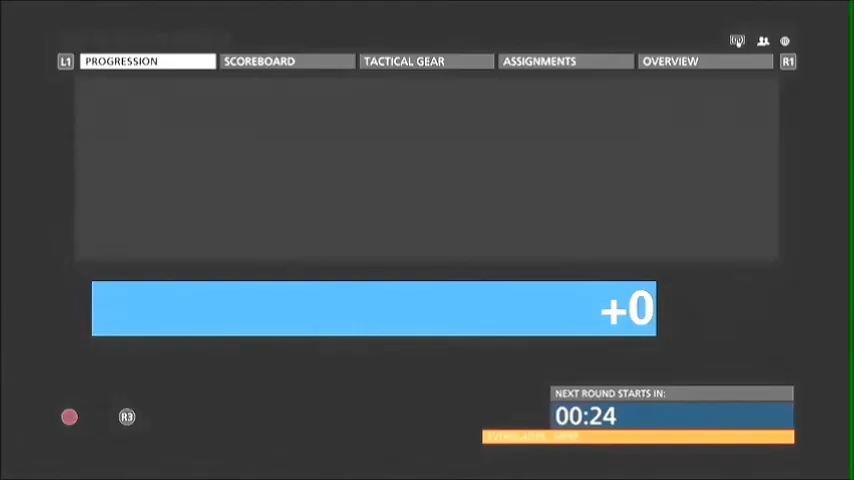 L1 PROGRESSION SCOREBOARD TACTICAL GEAR ASSIGNMENTS OVERVIEW R1
+0
NEXT ROUND STARTS IN:
R3 00:24